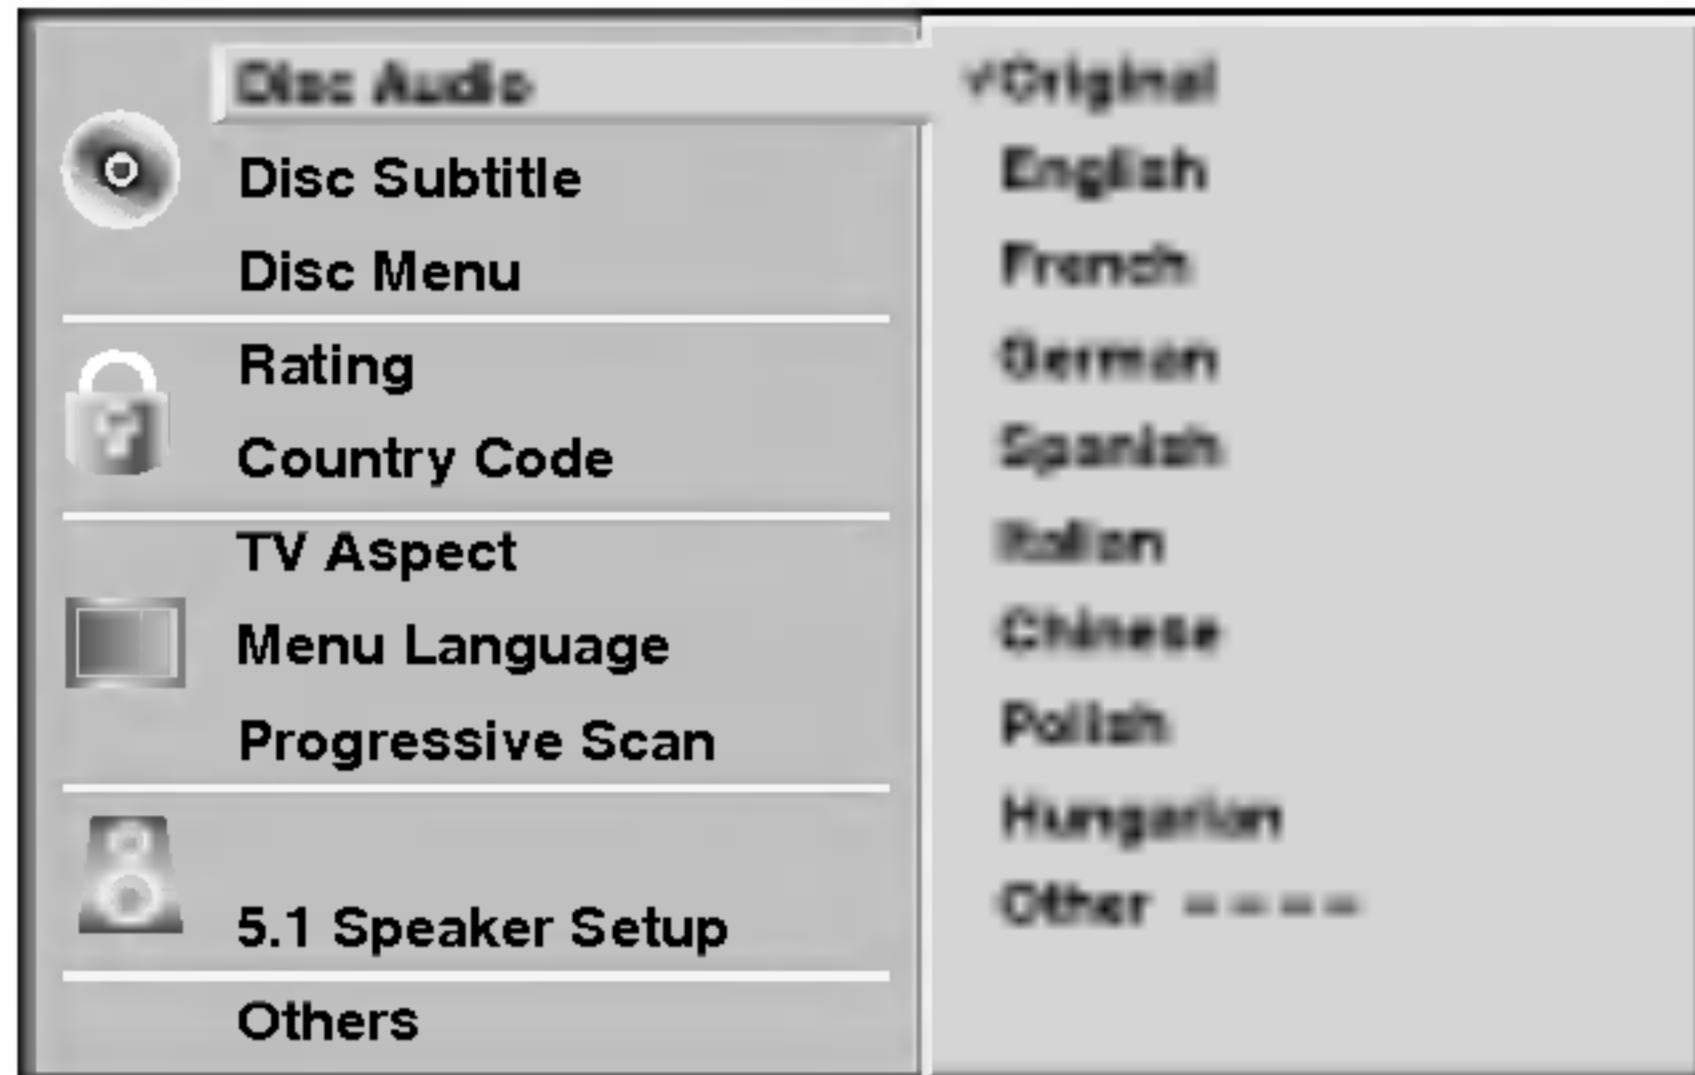 Disc Audio
Disc Subtitle
Disc Menu
Rating
Country Code
TV Aspect
Menu Language
Progressive Scan
5.1 Speaker Setup
Others
✓Original
English
French
German
Spanish
Italian
Chinese
Polish
Hungarian
Other – – – –